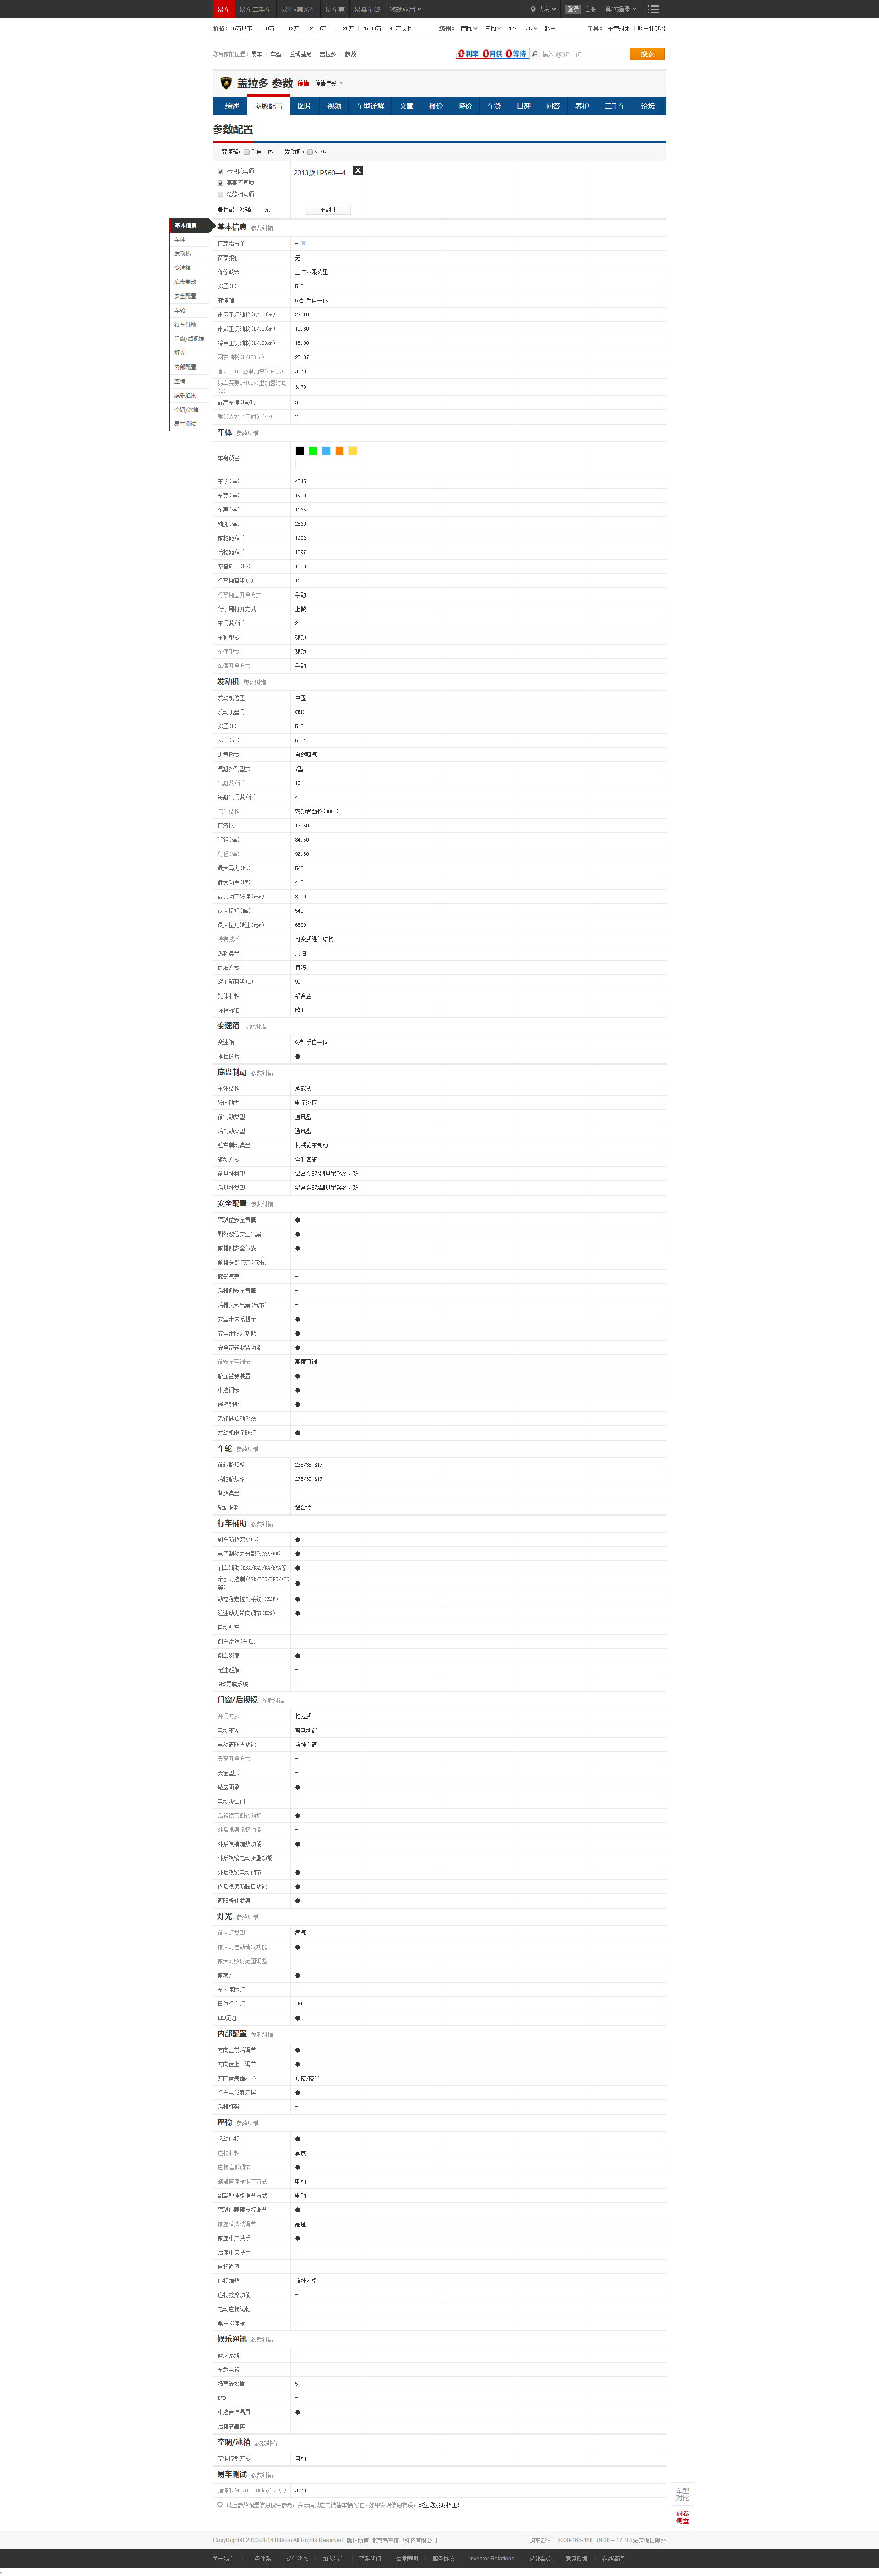 易车 易车二手车 易车•惠买车 易车惠 易鑫车贷 移动应用 青岛 登录 注册 第三方登录
价格： 5万以下 5-8万 8-12万 12-18万 18-25万 25-40万 40万以上 级别： 两厢 三厢 MPV SUV 跑车 工具： 车型对比 购车计算器
您当前的位置：易车 车型 兰博基尼 盖拉多 参数
0利率 0月供 0等待 搜索
盖拉多 参数 停售 停售年款
综述 参数配置 图片 视频 车型详解 文章 报价 降价 车贷 口碑 问答 养护 二手车 论坛
参数配置
变速箱： 手自一体 发动机： 5.2L
标识优势项
高亮不同项
隐藏相同项
●标配 ○选配 - 无
2013款 LP560—4
+对比
基本信息
车体
发动机
变速箱
底盘制动
安全配置
车轮
行车辅助
门窗/后视镜
灯光
内部配置
座椅
娱乐通讯
空调/冰箱
易车测试
基本信息 参数纠错
厂家指导价 -
商家报价 无
保修政策 三年不限公里
排量(L) 5.2
变速箱 6挡 手自一体
市区工况油耗(L/100km) 23.10
市郊工况油耗(L/100km) 10.30
综合工况油耗(L/100km) 15.00
网友油耗(L/100km) 23.07
官方0-100公里加速时间(s) 3.70
易车实测0-100公里加速时间(s) 3.70
最高车速(km/h) 325
乘员人数（区间）(个) 2
车体 参数纠错
车身颜色
车长(mm) 4345
车宽(mm) 1900
车高(mm) 1165
轴距(mm) 2560
前轮距(mm) 1632
后轮距(mm) 1597
整备质量(kg) 1500
行李厢容积(L) 110
行李厢盖开合方式 手动
行李厢打开方式 上掀
车门数(个) 2
车顶型式 硬顶
车篷型式 硬顶
车篷开合方式 手动
发动机 参数纠错
发动机位置 中置
发动机型号 CEH
排量(L) 5.2
排量(mL) 5204
进气形式 自然吸气
气缸排列型式 V型
气缸数(个) 10
每缸气门数(个) 4
气门结构 双顶置凸轮(DOHC)
压缩比 12.50
缸径(mm) 84.50
行程(mm) 92.80
最大马力(Ps) 560
最大功率(kW) 412
最大功率转速(rpm) 8000
最大扭矩(Nm) 540
最大扭矩转速(rpm) 6500
特有技术 可变式进气结构
燃料类型 汽油
供油方式 直喷
燃油箱容积(L) 90
缸体材料 铝合金
环保标准 欧4
变速箱 参数纠错
变速箱 6挡 手自一体
换挡拨片 ●
底盘制动 参数纠错
车体结构 承载式
转向助力 电子液压
前制动类型 通风盘
后制动类型 通风盘
驻车制动类型 机械驻车制动
驱动方式 全时四驱
前悬挂类型 铝合金双A臂悬吊系统、防
后悬挂类型 铝合金双A臂悬吊系统、防
安全配置 参数纠错
驾驶位安全气囊 ●
副驾驶位安全气囊 ●
前排侧安全气囊 ●
前排头部气囊(气帘) -
膝部气囊 -
后排侧安全气囊 -
后排头部气囊(气帘) -
安全带未系提示 ●
安全带限力功能 ●
安全带预收紧功能 ●
前安全带调节 高度可调
胎压监测装置 ●
中控门锁 ●
遥控钥匙 ●
无钥匙启动系统 -
发动机电子防盗 ●
车轮 参数纠错
前轮胎规格 235/35 R19
后轮胎规格 295/30 R19
备胎类型 -
轮毂材料 铝合金
行车辅助 参数纠错
刹车防抱死(ABS) ●
电子制动力分配系统(EBD) ●
刹车辅助(EBA/BAS/BA/EVA等) ●
牵引力控制(ASR/TCS/TRC/ATC等) ●
动态稳定控制系统（ESP） ●
随速助力转向调节(EPS) ●
自动驻车 -
倒车雷达(车后) -
倒车影像 ●
定速巡航 -
GPS导航系统 -
门窗/后视镜 参数纠错
开门方式 普拉式
电动车窗 前电动窗
电动窗防夹功能 前排车窗
天窗开合方式 -
天窗型式 -
感应雨刷 ●
电动吸合门 -
后视镜带侧转向灯 ●
外后视镜记忆功能 -
外后视镜加热功能 ●
外后视镜电动折叠功能 -
外后视镜电动调节 ●
内后视镜防眩目功能 ●
遮阳板化妆镜 ●
灯光 参数纠错
前大灯类型 氙气
前大灯自动清洗功能 ●
前大灯照射范围调整 -
前雾灯 ●
车内氛围灯 -
日间行车灯 LED
LED尾灯 ●
内部配置 参数纠错
方向盘前后调节 ●
方向盘上下调节 ●
方向盘表面材料 真皮/皮革
行车电脑显示屏 ●
后排杯架 -
座椅 参数纠错
运动座椅 ●
座椅材料 真皮
座椅高低调节 ●
驾驶座座椅调节方式 电动
副驾驶座椅调节方式 电动
驾驶座腰部支撑调节 ●
前座椅头枕调节 高度
前座中央扶手 ●
后座中央扶手 -
座椅通风 -
座椅加热 前排座椅
座椅按摩功能 -
电动座椅记忆 -
第三排座椅 -
娱乐通讯 参数纠错
蓝牙系统 -
车载电视 -
扬声器数量 5
DVD -
中控台液晶屏 ●
后排液晶屏 -
空调/冰箱 参数纠错
空调控制方式 自动
易车测试 参数纠错
加速时间（0—100km/h）(s) 3.70
以上参数配置信息仅供参考，实际请以店内销售车辆为准。如果发现信息有误，欢迎您及时指正！
车型对比
问卷调查
CopyRight © 2000-2016 BitAuto,All Rights Reserved. 版权所有 北京易车信息科技有限公司 购车咨询：4000-168-168 （9:00 – 17:30) 法定假日除外
关于易车 业务体系 易车动态 加入易车 联系我们 法律声明 服务协议 Investor Relations 易湃会员 意见反馈 在线咨询